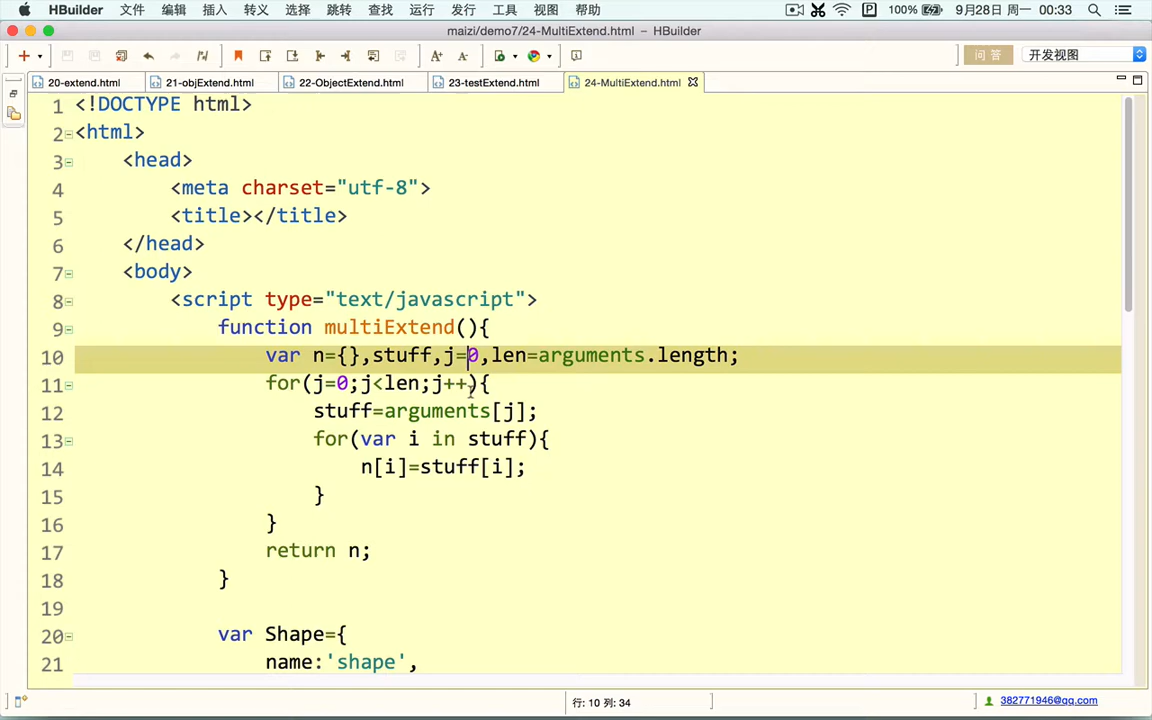 HBuilder 文件 编辑 插入 转义 选择 跳转 查找 运行 发行 工具 视图 帮助 100% 9月28日 周一 00:33
maizi/demo7/24-MultiExtend.html – HBuilder
问 答 开发视图
20-extend.html 21-objExtend.html 22-ObjectExtend.html 23-testExtend.html 24-MultiExtend.html
1 <!DOCTYPE html>
2 <html>
3 <head>
4 <meta charset="utf-8">
5 <title></title>
6 </head>
7 <body>
8 <script type="text/javascript">
9 function multiExtend(){
10 var n={},stuff,j=0,len=arguments.length;
11 for(j=0;j<len;j++){
12 stuff=arguments[j];
13 for(var i in stuff){
14 n[i]=stuff[i];
15 }
16 }
17 return n;
18 }
19
20 var Shape={
21 name:'shape',
行: 10 列: 34 382771946@qq.com